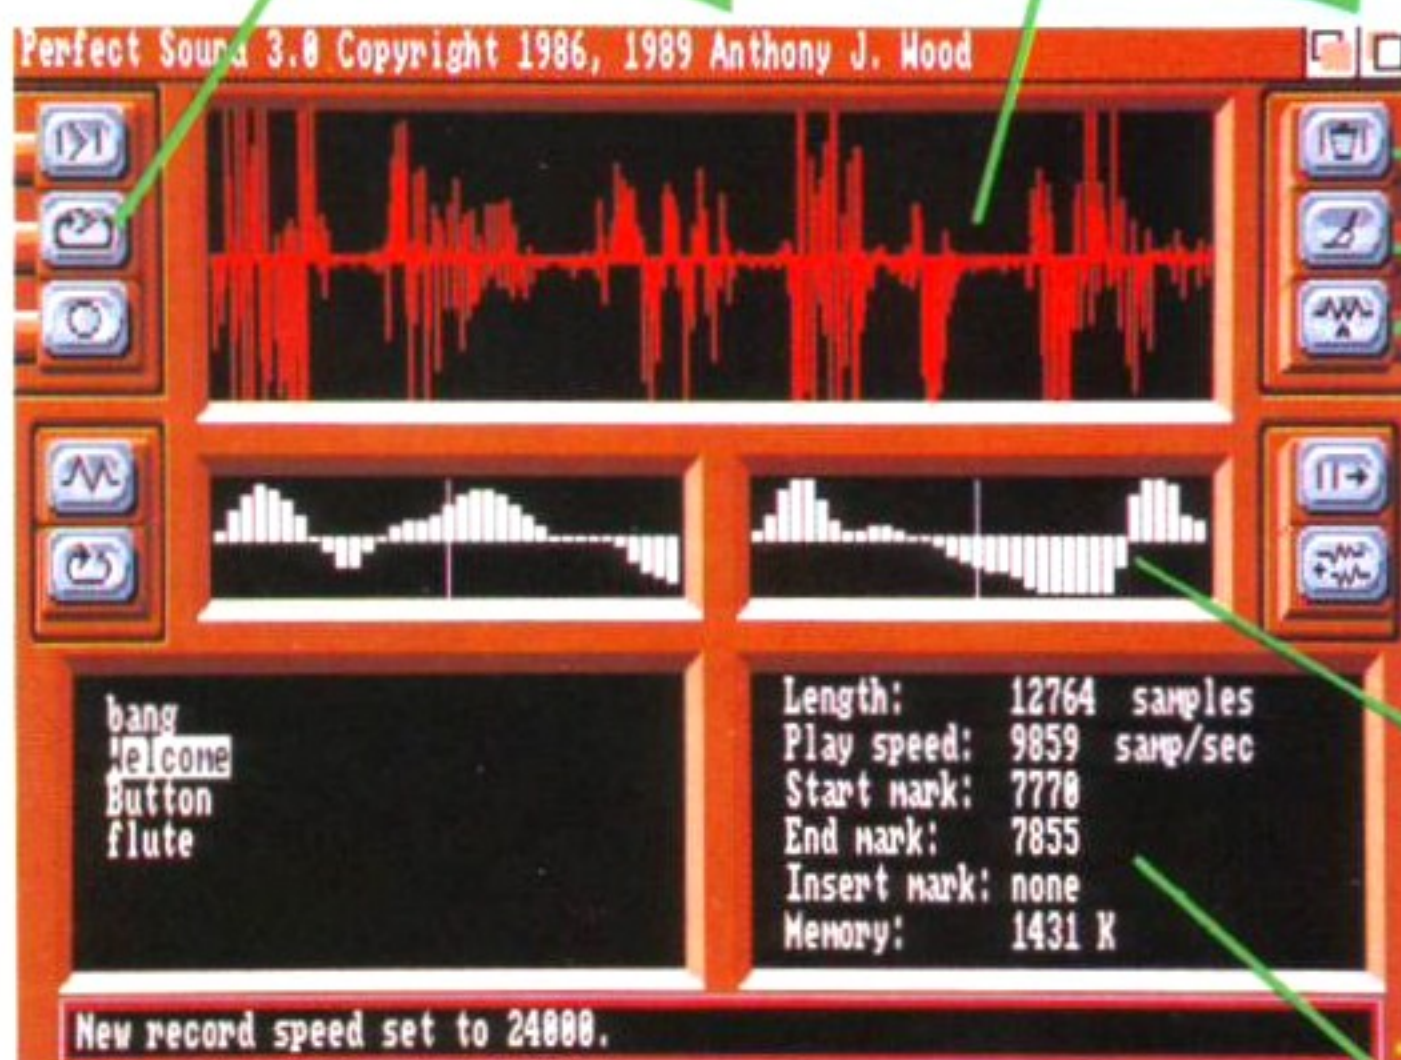 Perfect Sound 3.0 Copyright 1986, 1989 Anthony J. Wood
bang
Welcome
Button
flute
Length: 12764 samples
Play speed: 9859 samp/sec
Start mark: 7770
End mark: 7855
Insert mark: none
Memory: 1431 K
New record speed set to 24000.